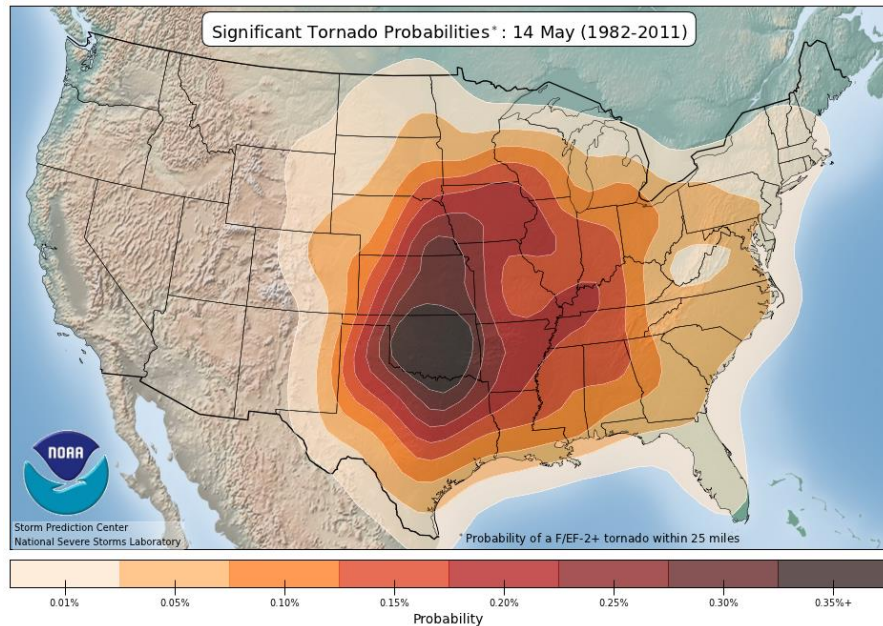 Significant Tornado Probabilities*: 14 May (1982-2011)
NOAA
Storm Prediction Center
National Severe Storms Laboratory
*Probability of a F/EF-2+ tornado within 25 miles
0.01% 0.05% 0.10% 0.15% 0.20% 0.25% 0.30% 0.35%+
Probability